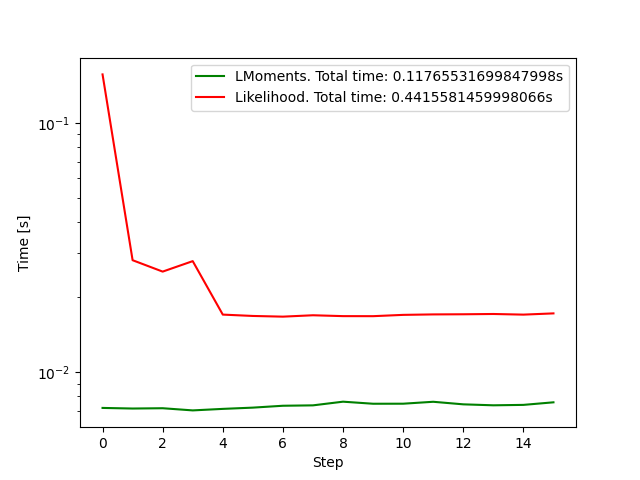 LMoments. Total time: 0.11765531699847998s
Likelihood. Total time: 0.4415581459998066s
10⁻¹
10⁻²
Time [s]
0 2 4 6 8 10 12 14
Step